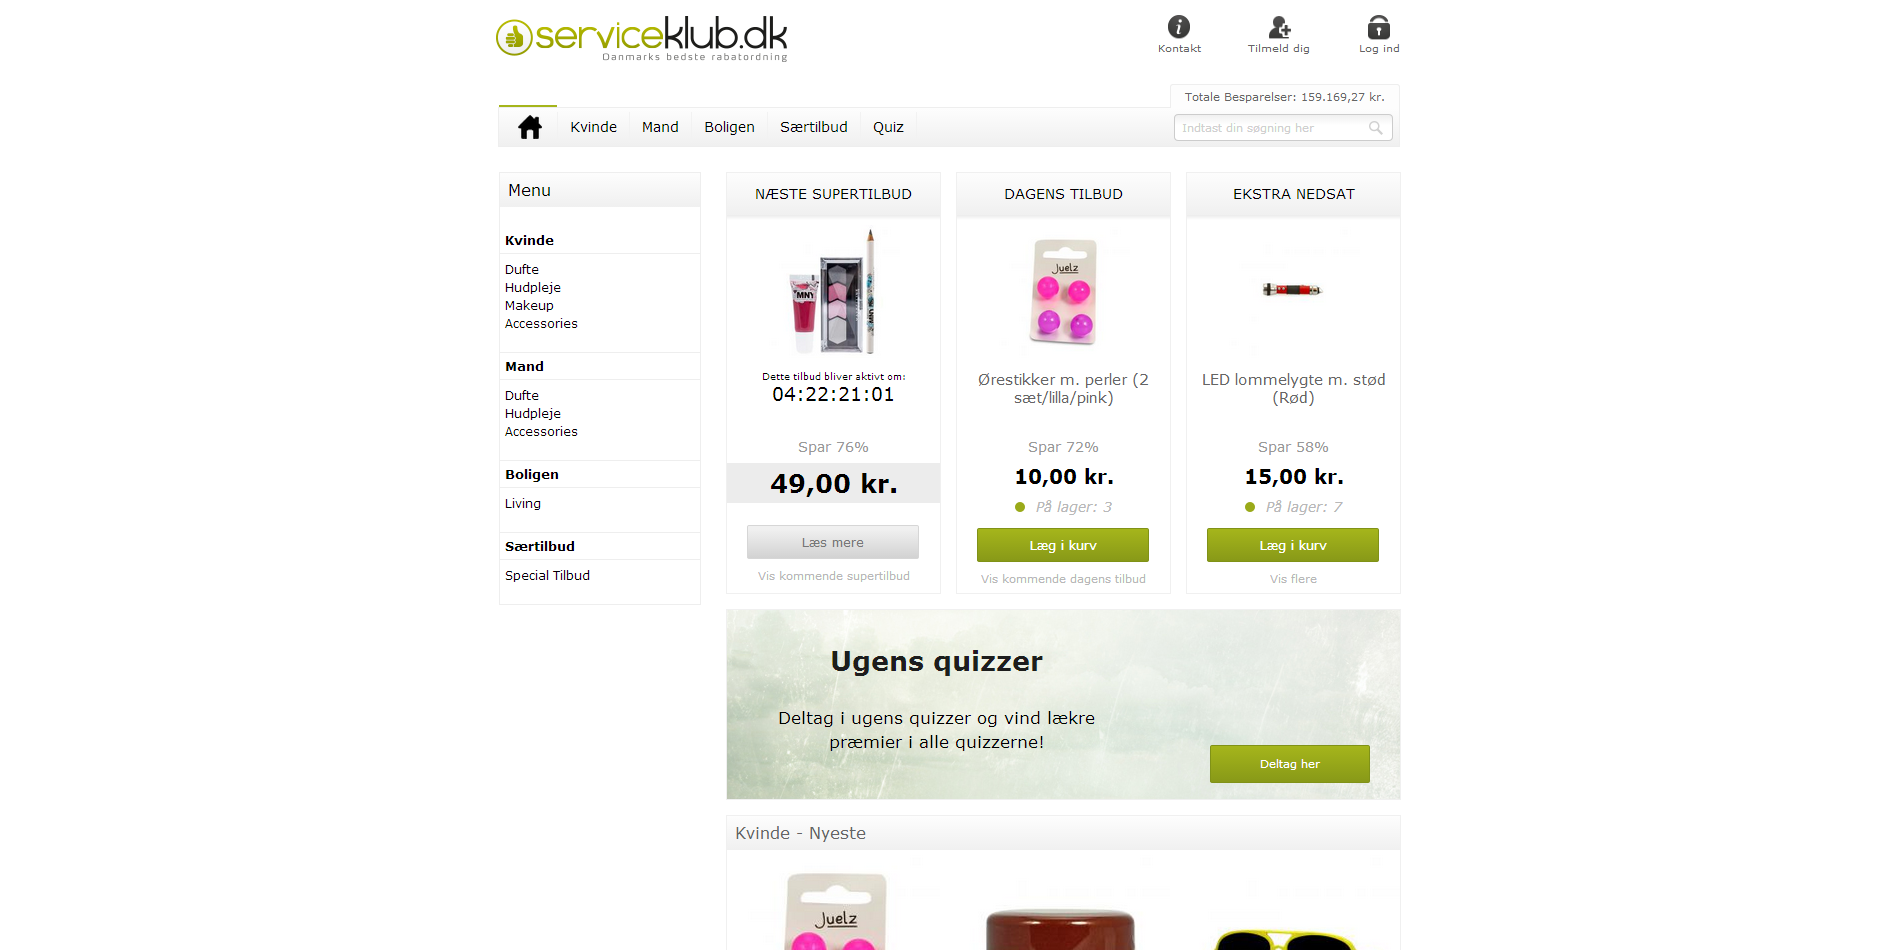 serviceklub.dk
Danmarks bedste rabatordning
Kontakt
Tilmeld dig
Log ind
Totale Besparelser: 159.169,27 kr.
Kvinde
Mand
Boligen
Særtilbud
Quiz
Indtast din søgning her
Menu
Kvinde
Dufte
Hudpleje
Makeup
Accessories
Mand
Dufte
Hudpleje
Accessories
Boligen
Living
Særtilbud
Special Tilbud
NÆSTE SUPERTILBUD
MNY
Dette tilbud bliver aktivt om:
04:22:21:01
Spar 76%
49,00 kr.
Læs mere
Vis kommende supertilbud
DAGENS TILBUD
Juelz
Ørestikker m. perler (2
sæt/lilla/pink)
Spar 72%
10,00 kr.
På lager: 3
Læg i kurv
Vis kommende dagens tilbud
EKSTRA NEDSAT
LED lommelygte m. stød
(Rød)
Spar 58%
15,00 kr.
På lager: 7
Læg i kurv
Vis flere
Ugens quizzer
Deltag i ugens quizzer og vind lækre
præmier i alle quizzerne!
Deltag her
Kvinde - Nyeste
Juelz